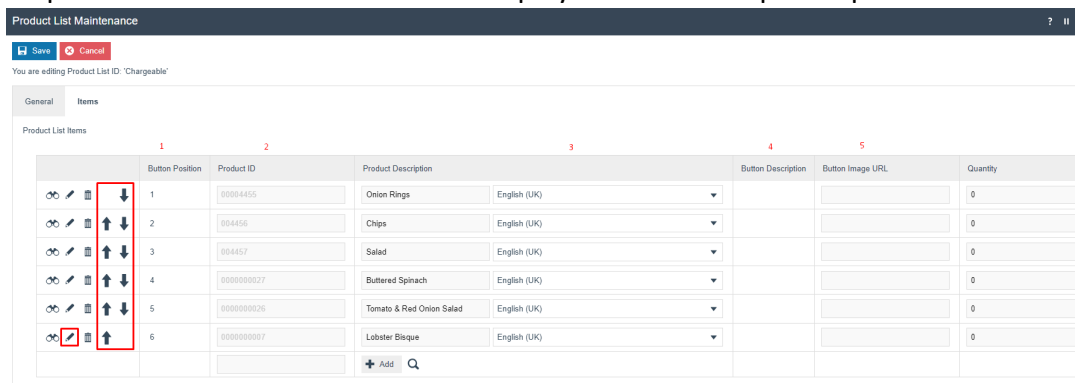 Product List Maintenance ?
Save Cancel
You are editing Product List ID: 'Chargeable'
General Items
Product List Items
1 2 3 4 5
Button Position Product ID Product Description Button Description Button Image URL Quantity
1 00004455 Onion Rings English (UK) 0
2 004456 Chips English (UK) 0
3 004457 Salad English (UK) 0
4 0000000027 Buttered Spinach English (UK) 0
5 0000000026 Tomato & Red Onion Salad English (UK) 0
6 0000000007 Lobster Bisque English (UK) 0
Add